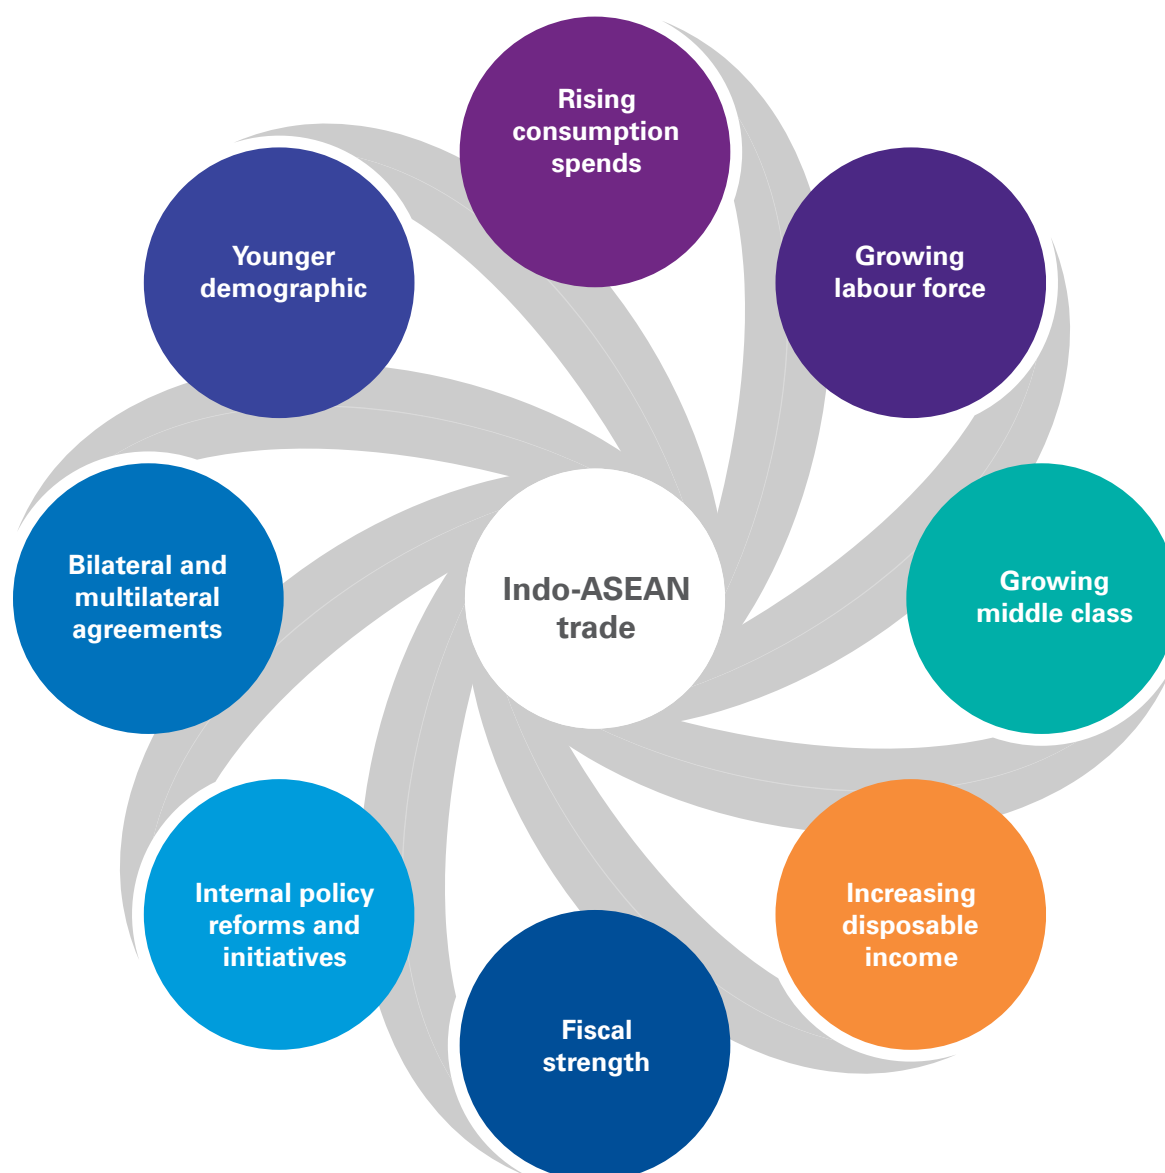 Rising
consumption
spends
Growing
labour force
Growing
middle class
Increasing
disposable
income
Fiscal
strength
Internal policy
reforms and
initiatives
Bilateral and
multilateral
agreements
Younger
demographic
Indo-ASEAN
trade